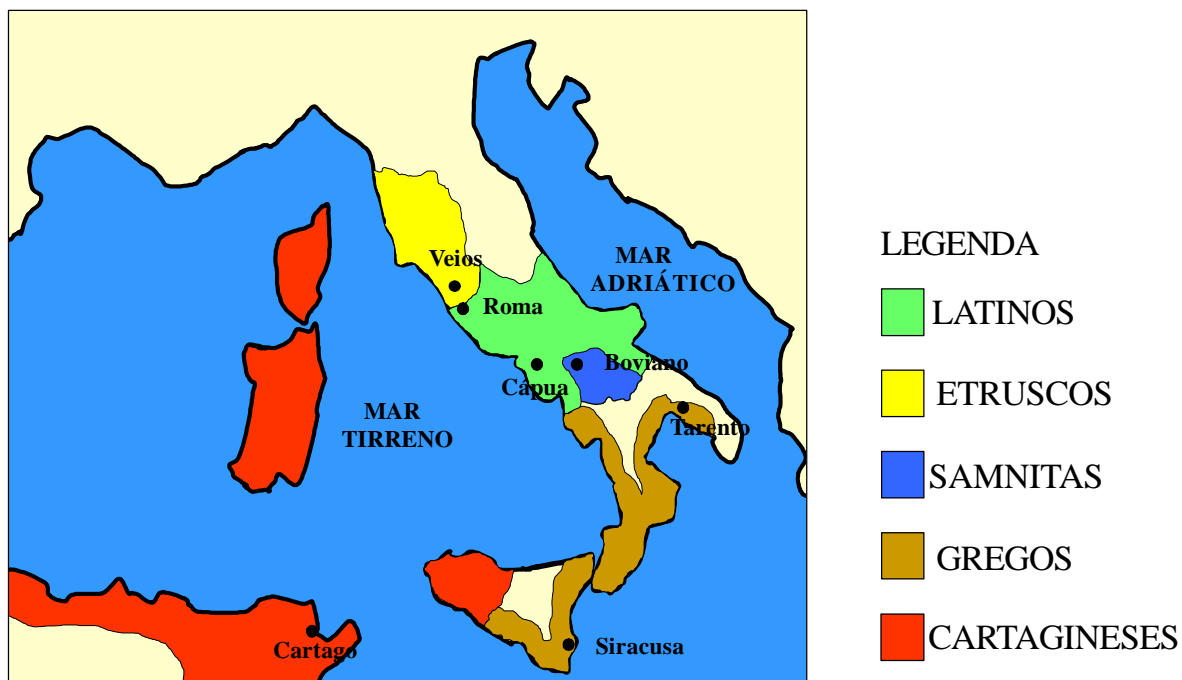 Veios
Roma
MAR
ADRIÁTICO
Boviano
Cápua
MAR
TIRRENO
Tarento
Cartago
Siracusa
LEGENDA
LATINOS
ETRUSCOS
SAMNITAS
GREGOS
CARTAGINESES